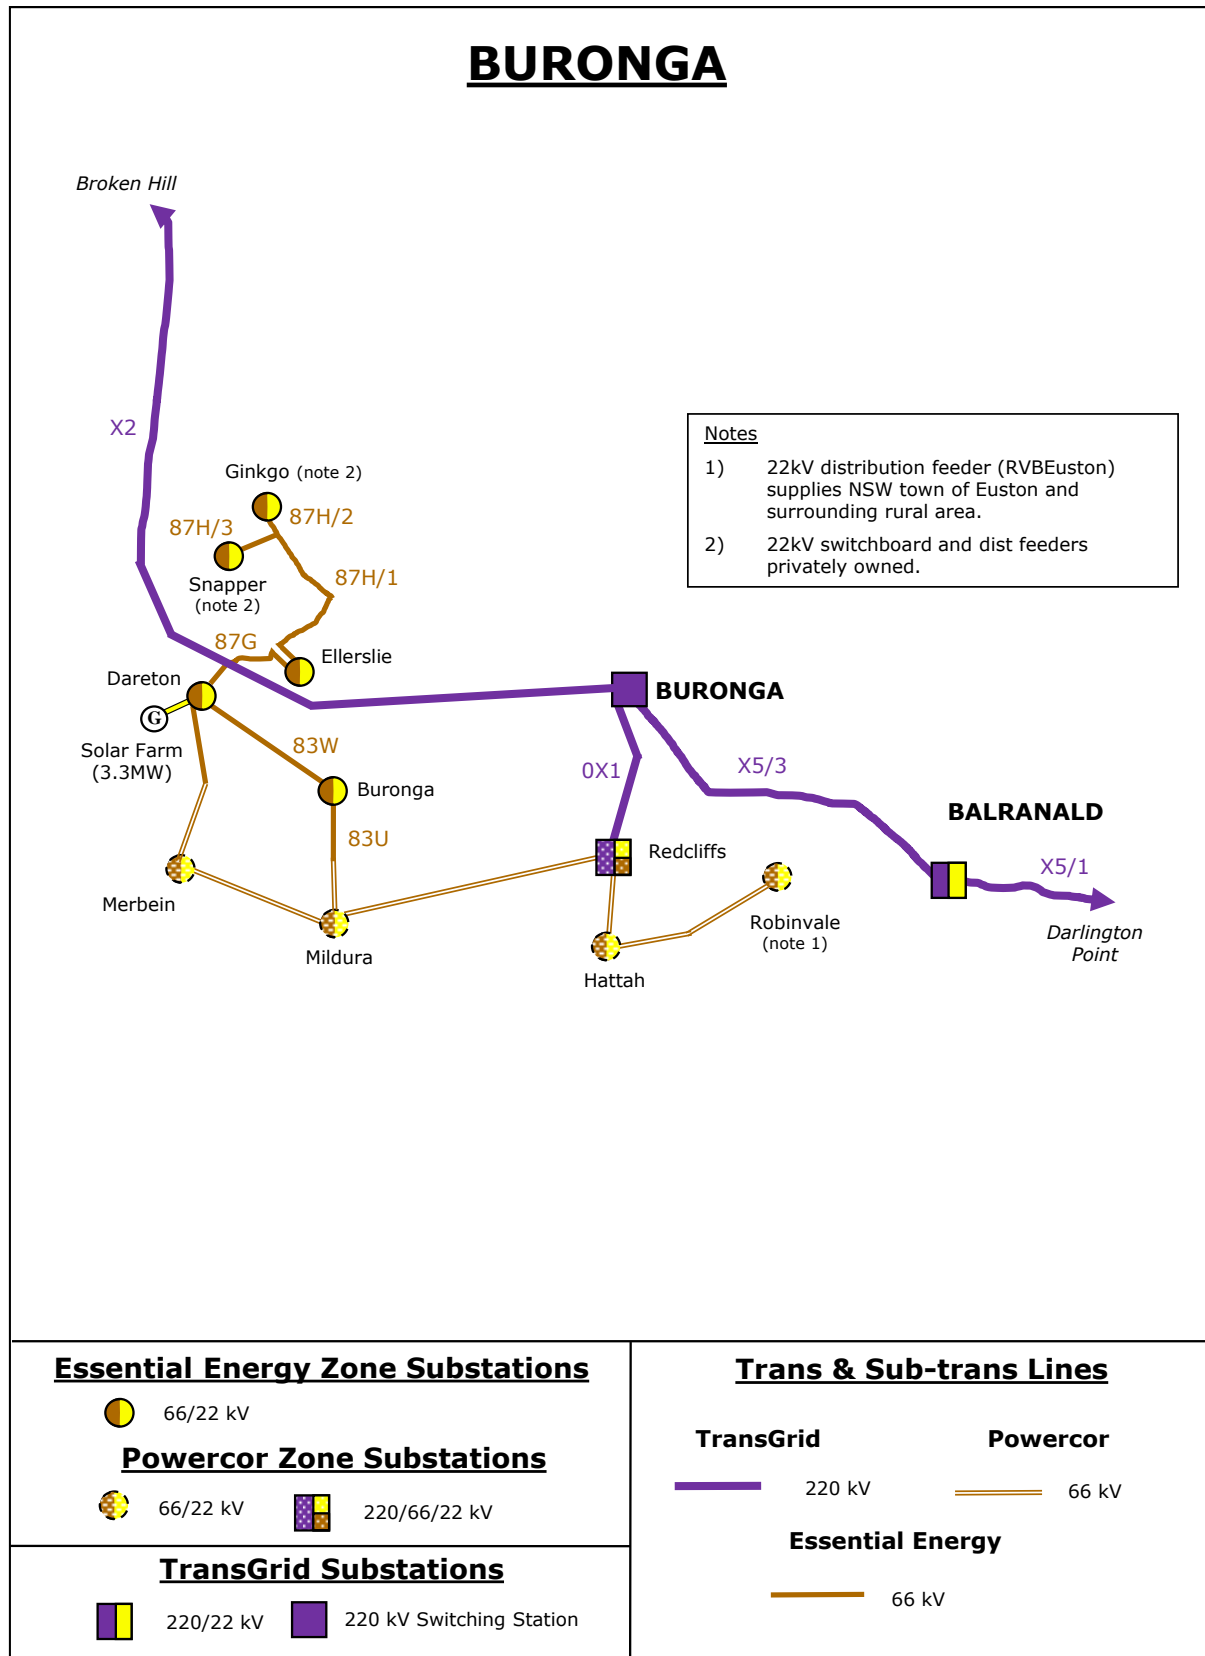 BURONGA
Broken Hill
X2
Ginkgo (note 2)
87H/3
87H/2
Snapper
(note 2)
87H/1
87G
Ellerslie
Dareton
G
Solar Farm
(3.3MW)
83W
Buronga
83U
Merbein
Mildura
Notes
1) 22kV distribution feeder (RVBEuston)
supplies NSW town of Euston and
surrounding rural area.
2) 22kV switchboard and dist feeders
privately owned.
BURONGA
0X1
X5/3
BALRANALD
Redcliffs
X5/1
Robinvale
(note 1)
Darlington
Point
Hattah
Essential Energy Zone Substations
66/22 kV
Powercor Zone Substations
66/22 kV
220/66/22 kV
TransGrid Substations
220/22 kV
220 kV Switching Station
Trans & Sub-trans Lines
TransGrid
Powercor
220 kV
66 kV
Essential Energy
66 kV